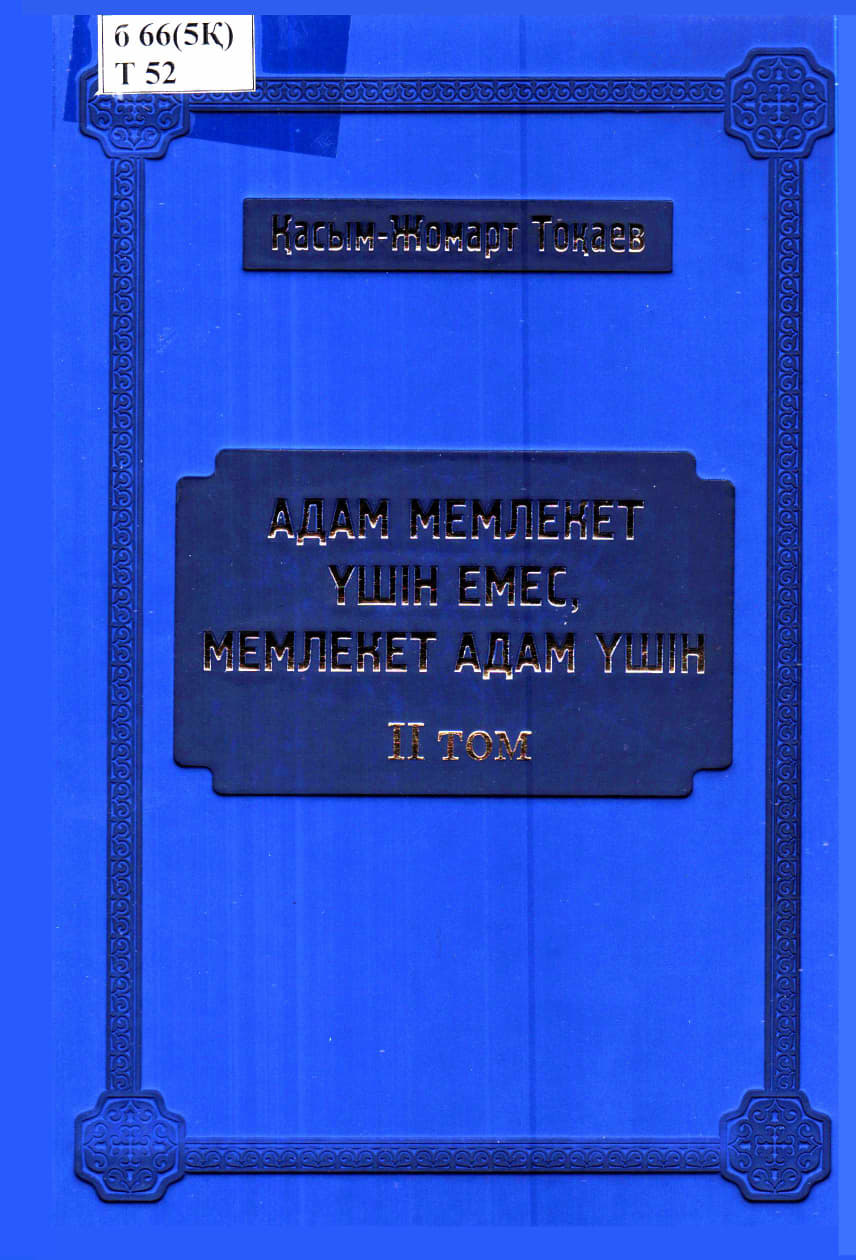 б 66(5Қ)
Т 52
Қасым-Жомарт Тоқаев
АДАМ МЕМЛЕКЕТ
ҮШІН ЕМЕС,
МЕМЛЕКЕТ АДАМ ҮШІН
II том